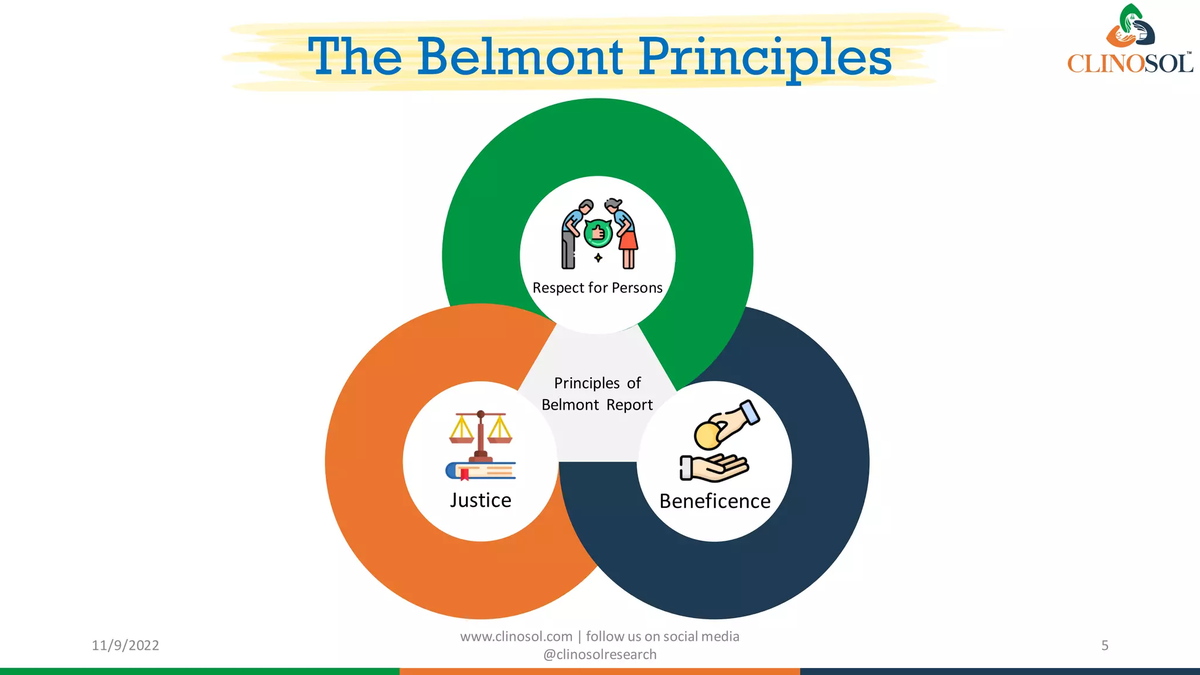 The Belmont Principles
CLINOSOL™
Respect for Persons
Principles of
Belmont Report
Justice
Beneficence
11/9/2022
www.clinosol.com | follow us on social media
@clinosolresearch
5